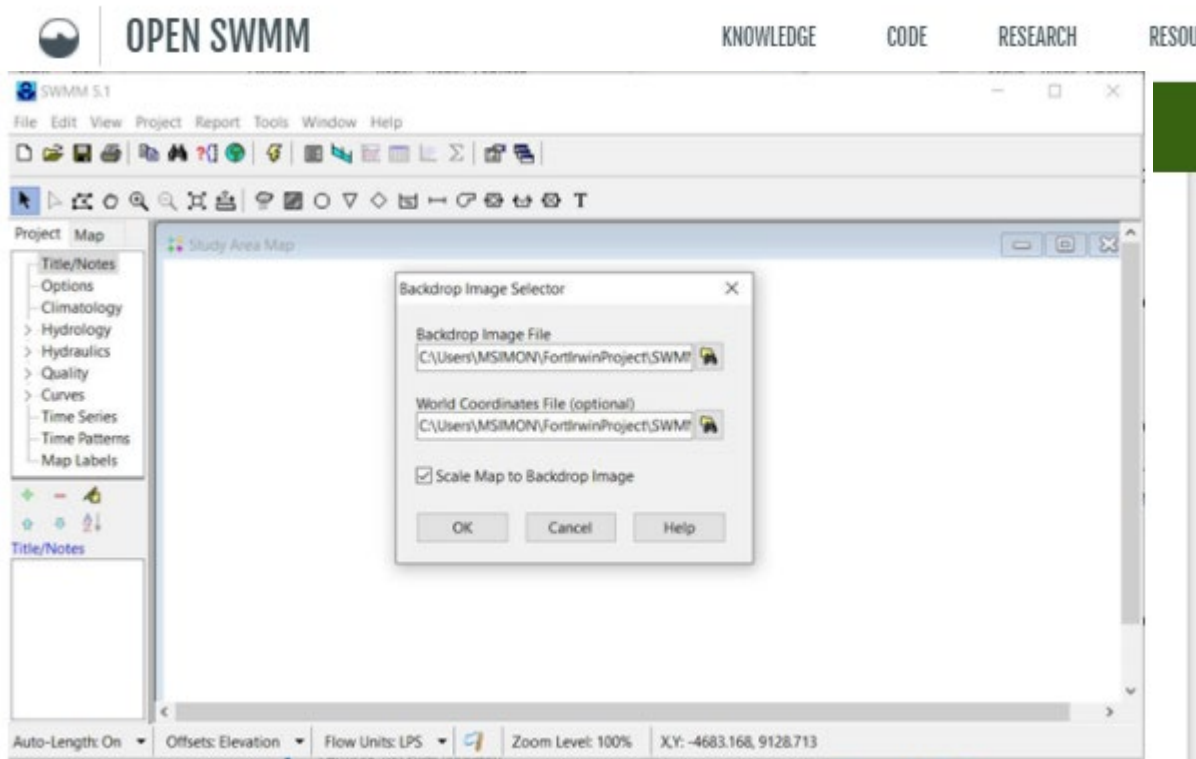 OPEN SWMM
KNOWLEDGE CODE RESEARCH RESOU
SWMM 5.1
File Edit View Project Report Tools Window Help
T
Project Map
Study Area Map
Title/Notes
Options
Climatology
Hydrology
Hydraulics
Quality
Curves
Time Series
Time Patterns
Map Labels
Title/Notes
Backdrop Image Selector
Backdrop Image File
C:\Users\MSIMON\FortIrwinProject\SWM
World Coordinates File (optional)
C:\Users\MSIMON\FortIrwinProject\SWM
Scale Map to Backdrop Image
OK Cancel Help
Auto-Length: On Offsets: Elevation Flow Units: LPS Zoom Level: 100% X,Y: -4683.168, 9128.713